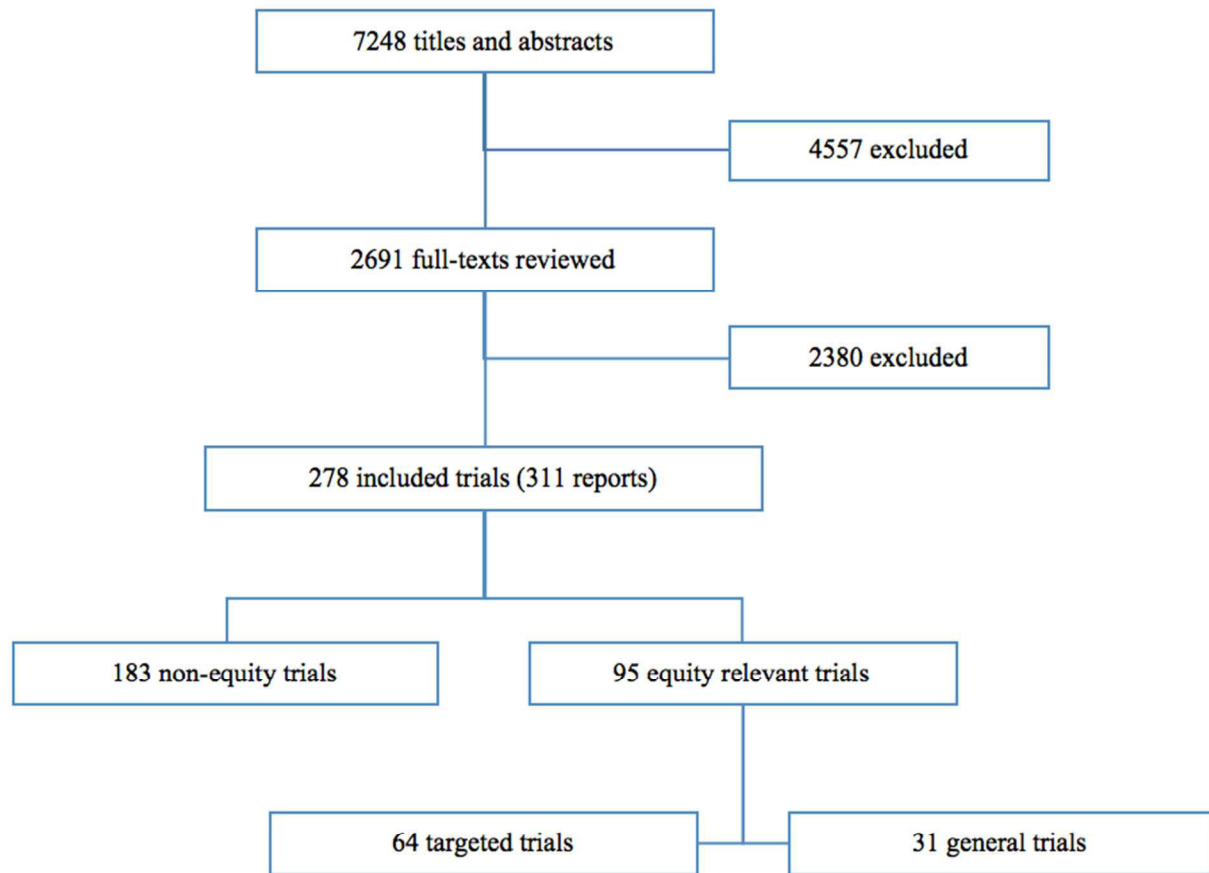 7248 titles and abstracts
4557 excluded
2691 full-texts reviewed
2380 excluded
278 included trials (311 reports)
183 non-equity trials
95 equity relevant trials
64 targeted trials
31 general trials